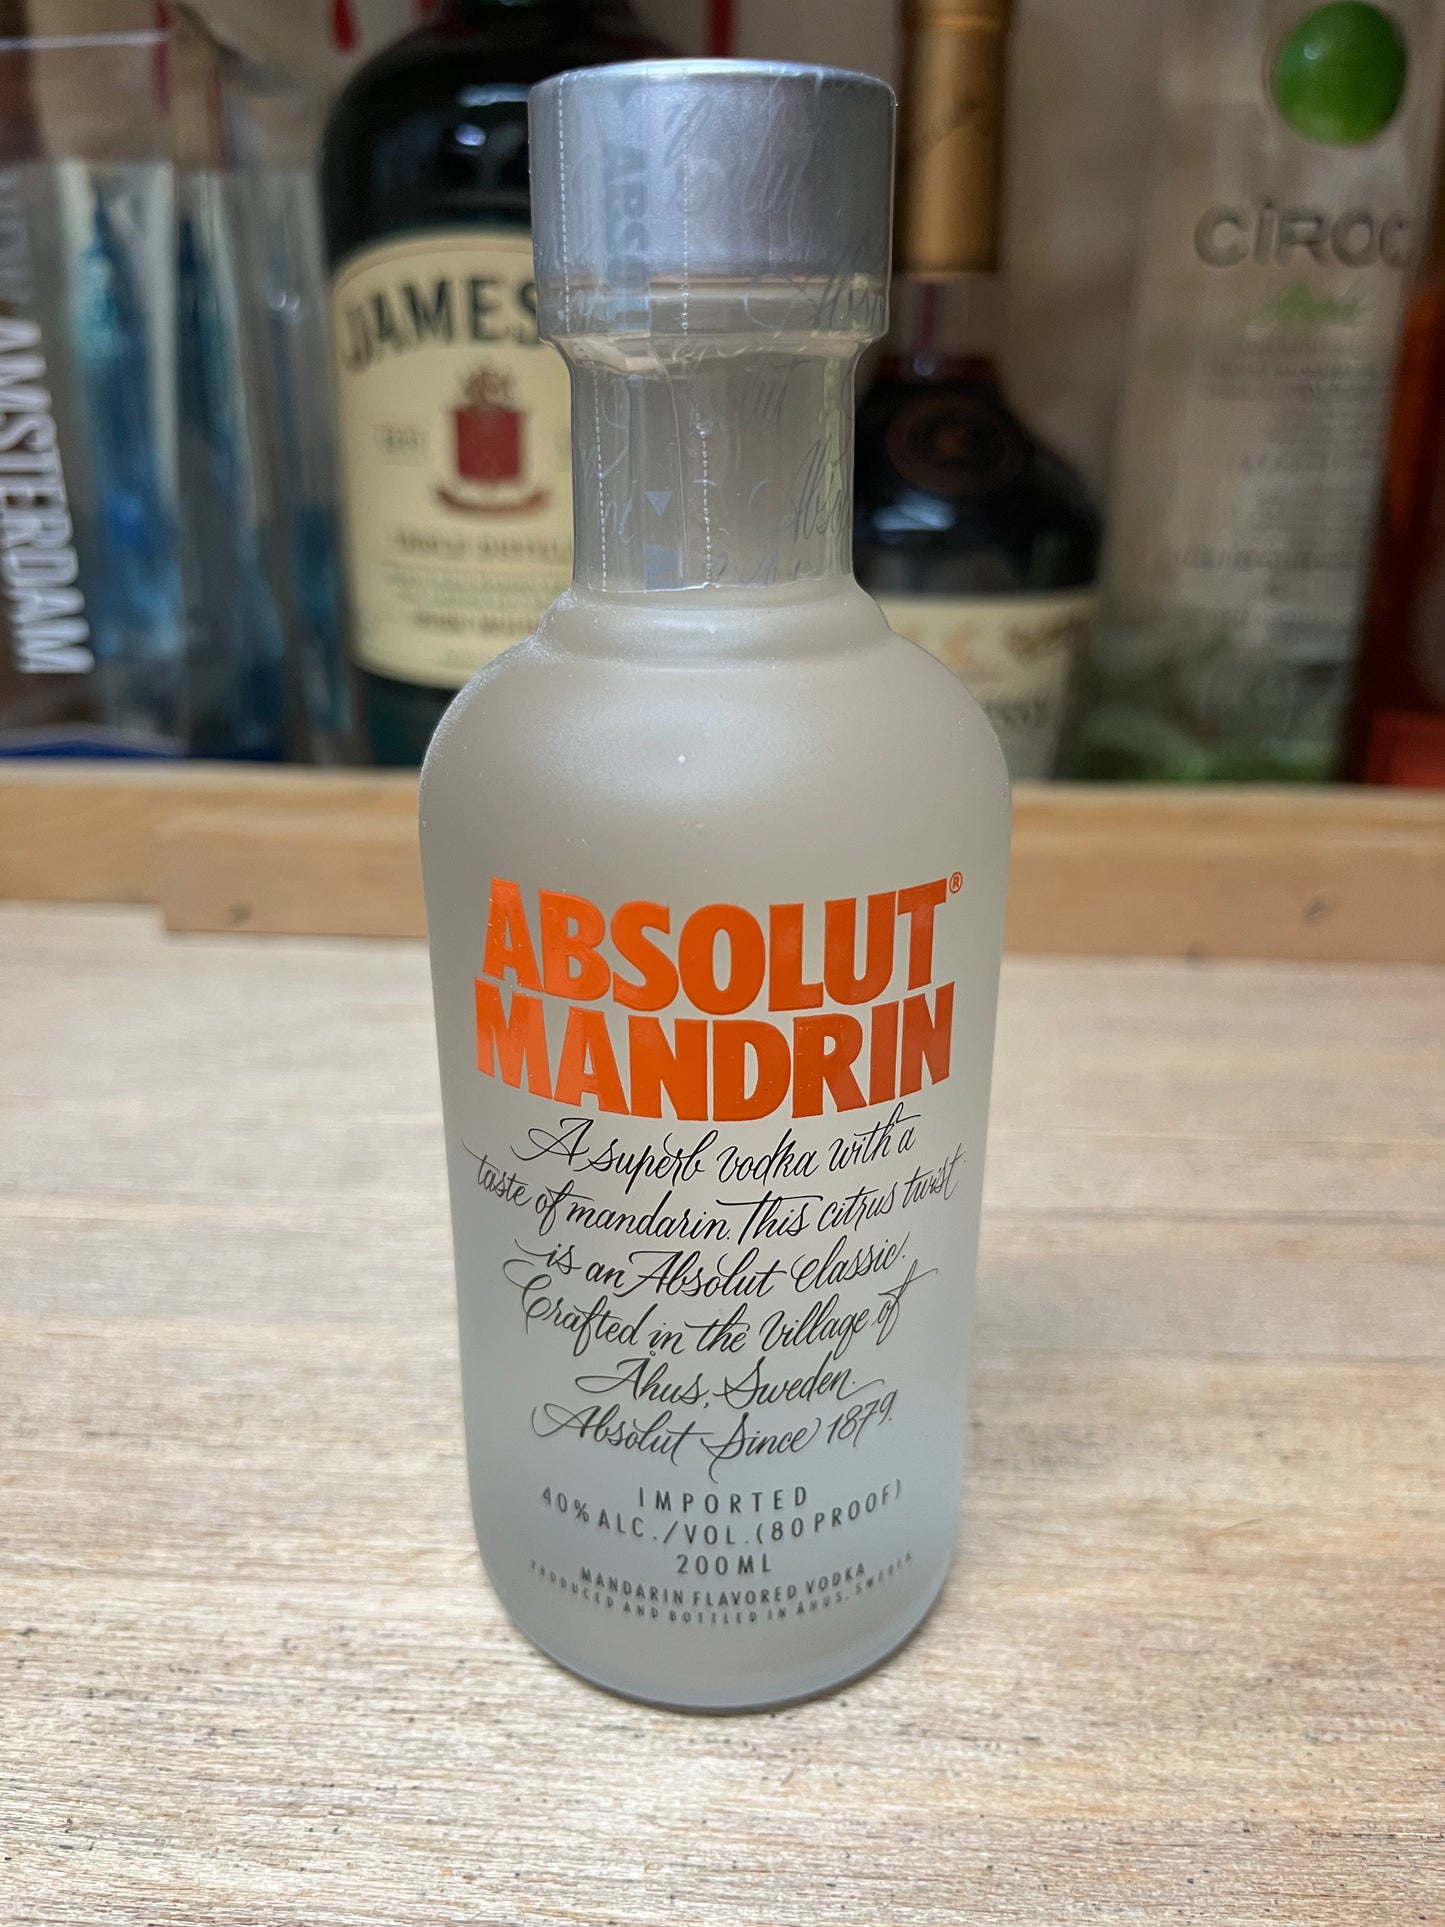 ABSOLUT®
MANDRIN
A superb vodka with a
taste of mandarin. This citrus twist
is an Absolut classic.
Crafted in the village of
Åhus, Sweden.
Absolut Since 1879.
IMPORTED
40% ALC./VOL. (80 PROOF)
200ML
MANDARIN FLAVORED VODKA
PRODUCED AND BOTTLED IN ÅHUS, SWEDEN
JAMES
AMSTERDAM
CÎROC